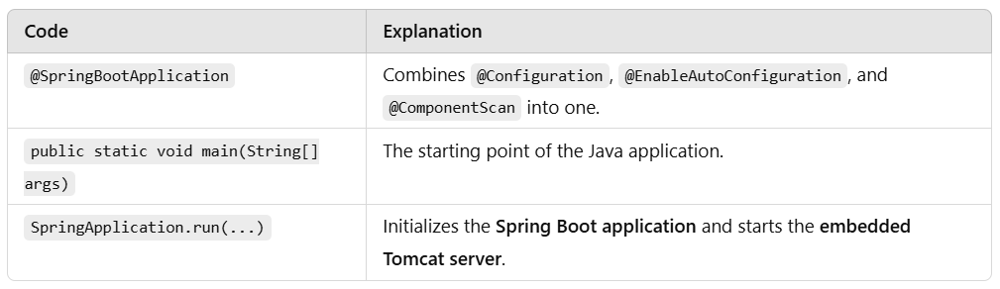 Code Explanation
@SpringBootApplication Combines @Configuration, @EnableAutoConfiguration, and
@ComponentScan into one.
public static void main(String[] The starting point of the Java application.
args)
SpringApplication.run(...) Initializes the Spring Boot application and starts the embedded
Tomcat server.